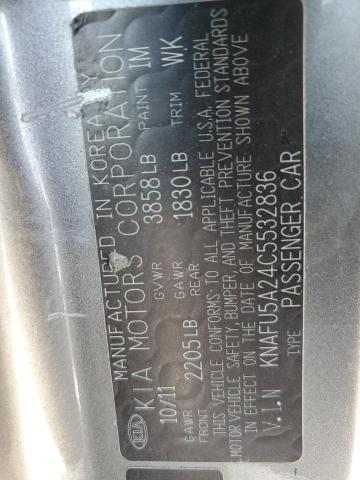 MANUFACTURED IN KOREA BY
KIA
KIA MOTORS CORPORATION
10/11 GVWR 3858LB PAINT IM
GAWR FRONT 2205LB GAWR REAR 1830LB TRIM WK
THIS VEHICLE CONFORMS TO ALL APPLICABLE U.S.A. FEDERAL
MOTOR VEHICLE SAFETY, BUMPER, AND THEFT PREVENTION STANDARDS
IN EFFECT ON THE DATE OF MANUFACTURE SHOWN ABOVE
V.I.N KNAFU5A24C5532836
TYPE PASSENGER CAR